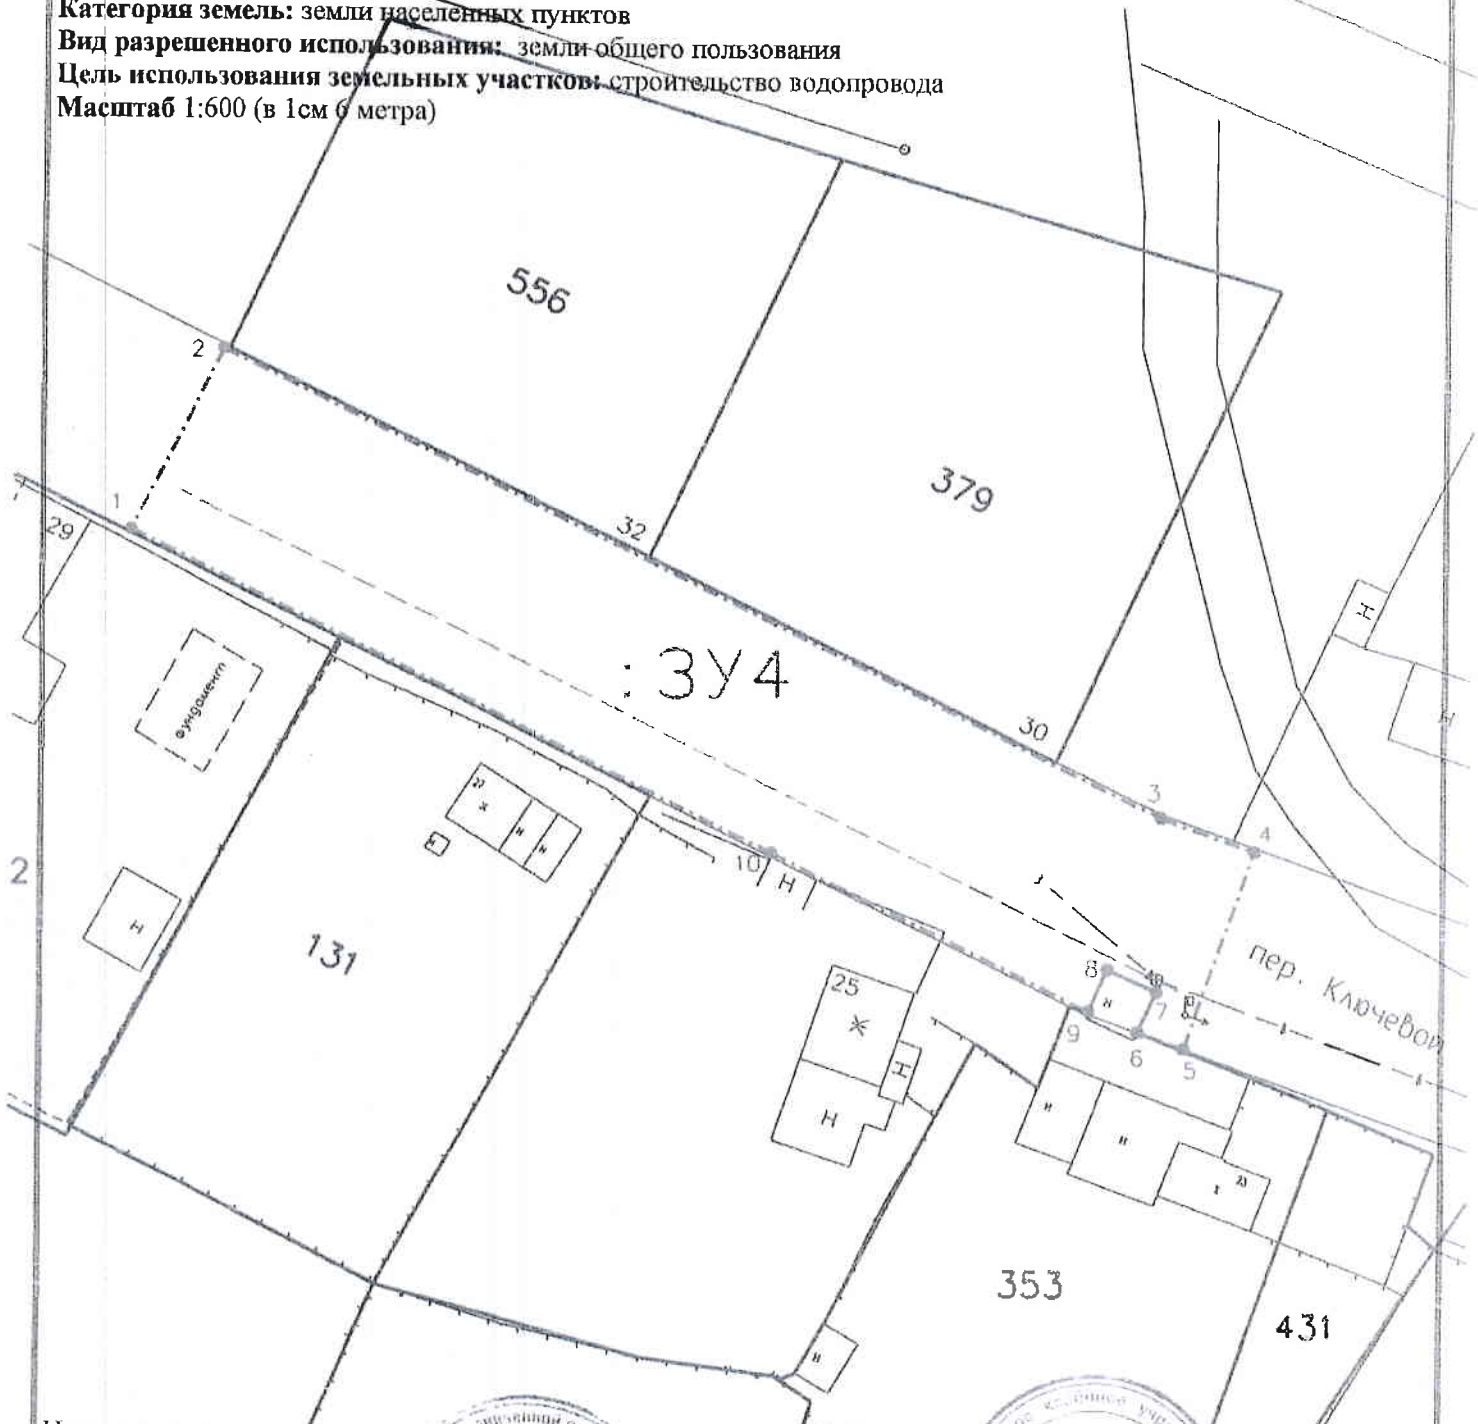 Категория земель: земли населенных пунктов
Вид разрешенного использования: земли общего пользования
Цель использования земельных участков: строительство водопровода
Масштаб 1:600 (в 1см 6 метра)
556
2
379
32
1
29
:ЗУ4
Н
фундамент
30
3
4
27
Х
Н
Н
Н
10
Н
2
Н
131
8
7
пер. Ключевой
25
Ж
Н
Н
9
6
5
Н
Н
Н
23
353
431
Н